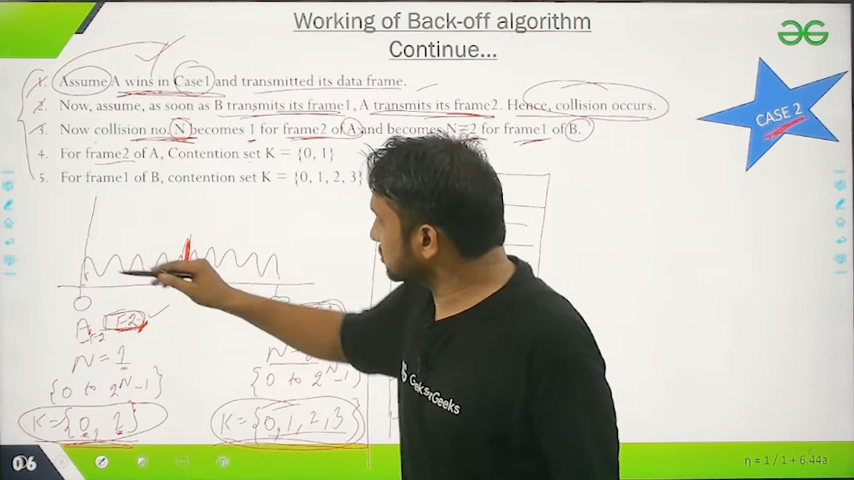 Working of Back-off algorithm
Continue...
1. Assume A wins in Case1 and transmitted its data frame.
2. Now, assume, as soon as B transmits its frame1, A transmits its frame2. Hence, collision occurs.
3. Now collision no. N becomes 1 for frame2 of A and becomes N=2 for frame1 of B.
4. For frame2 of A, Contention set K = {0, 1}
5. For frame1 of B, contention set K = {0, 1, 2, 3}
CASE 2
A F2
N = 1
{0 to 2^N-1}
{0 to 2^N-1}
K={0,1,2,3}
GeeksforGeeks
06
η = 1 / 1 + 6.44a